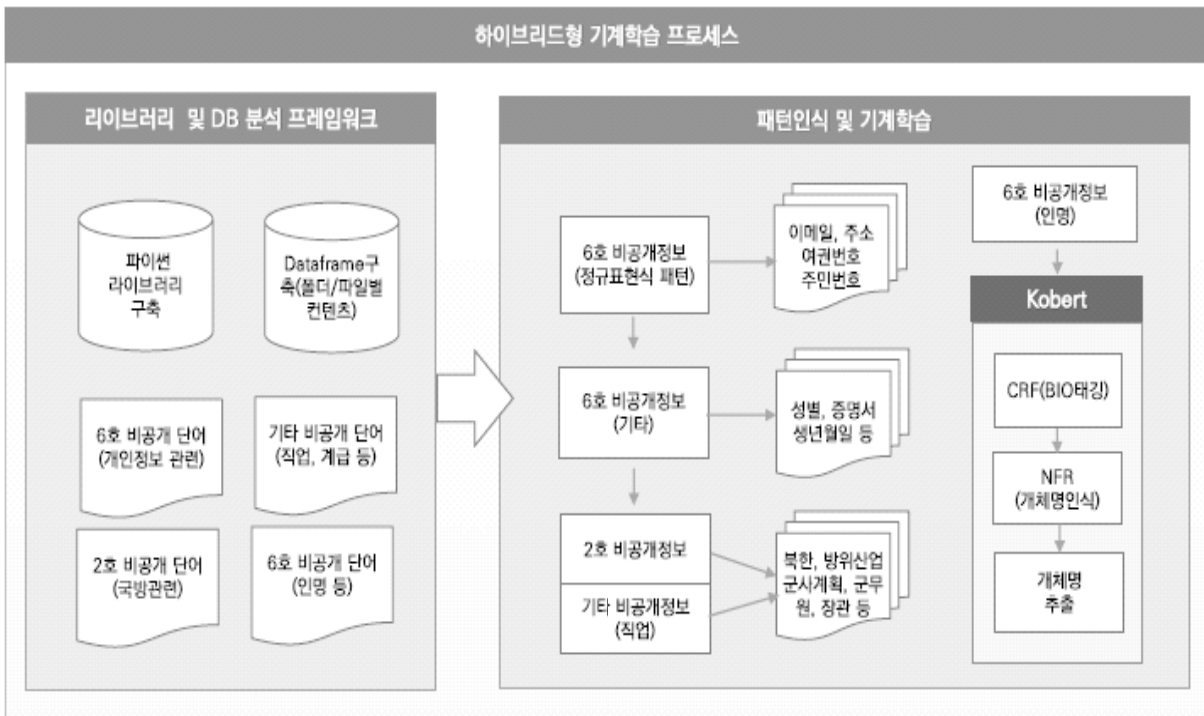 하이브리드형 기계학습 프로세스
리이브러리 및 DB 분석 프레임워크
파이썬
라이브러리
구축
Dataframe구
축(폴더/파일별
컨텐츠)
6호 비공개 단어
(개인정보 관련)
기타 비공개 단어
(직업, 계급 등)
2호 비공개 단어
(국방관련)
6호 비공개 단어
(인명 등)
패턴인식 및 기계학습
6호 비공개정보
(정규표현식 패턴)
이메일, 주소
여권번호
주민번호
6호 비공개정보
(기타)
성별, 증명서
생년월일 등
2호 비공개정보
기타 비공개정보
(직업)
북한, 방위산업
군사계획, 군무
원, 장관 등
6호 비공개정보
(인명)
Kobert
CRF(BIO태깅)
NFR
(개체명인식)
개체명
추출